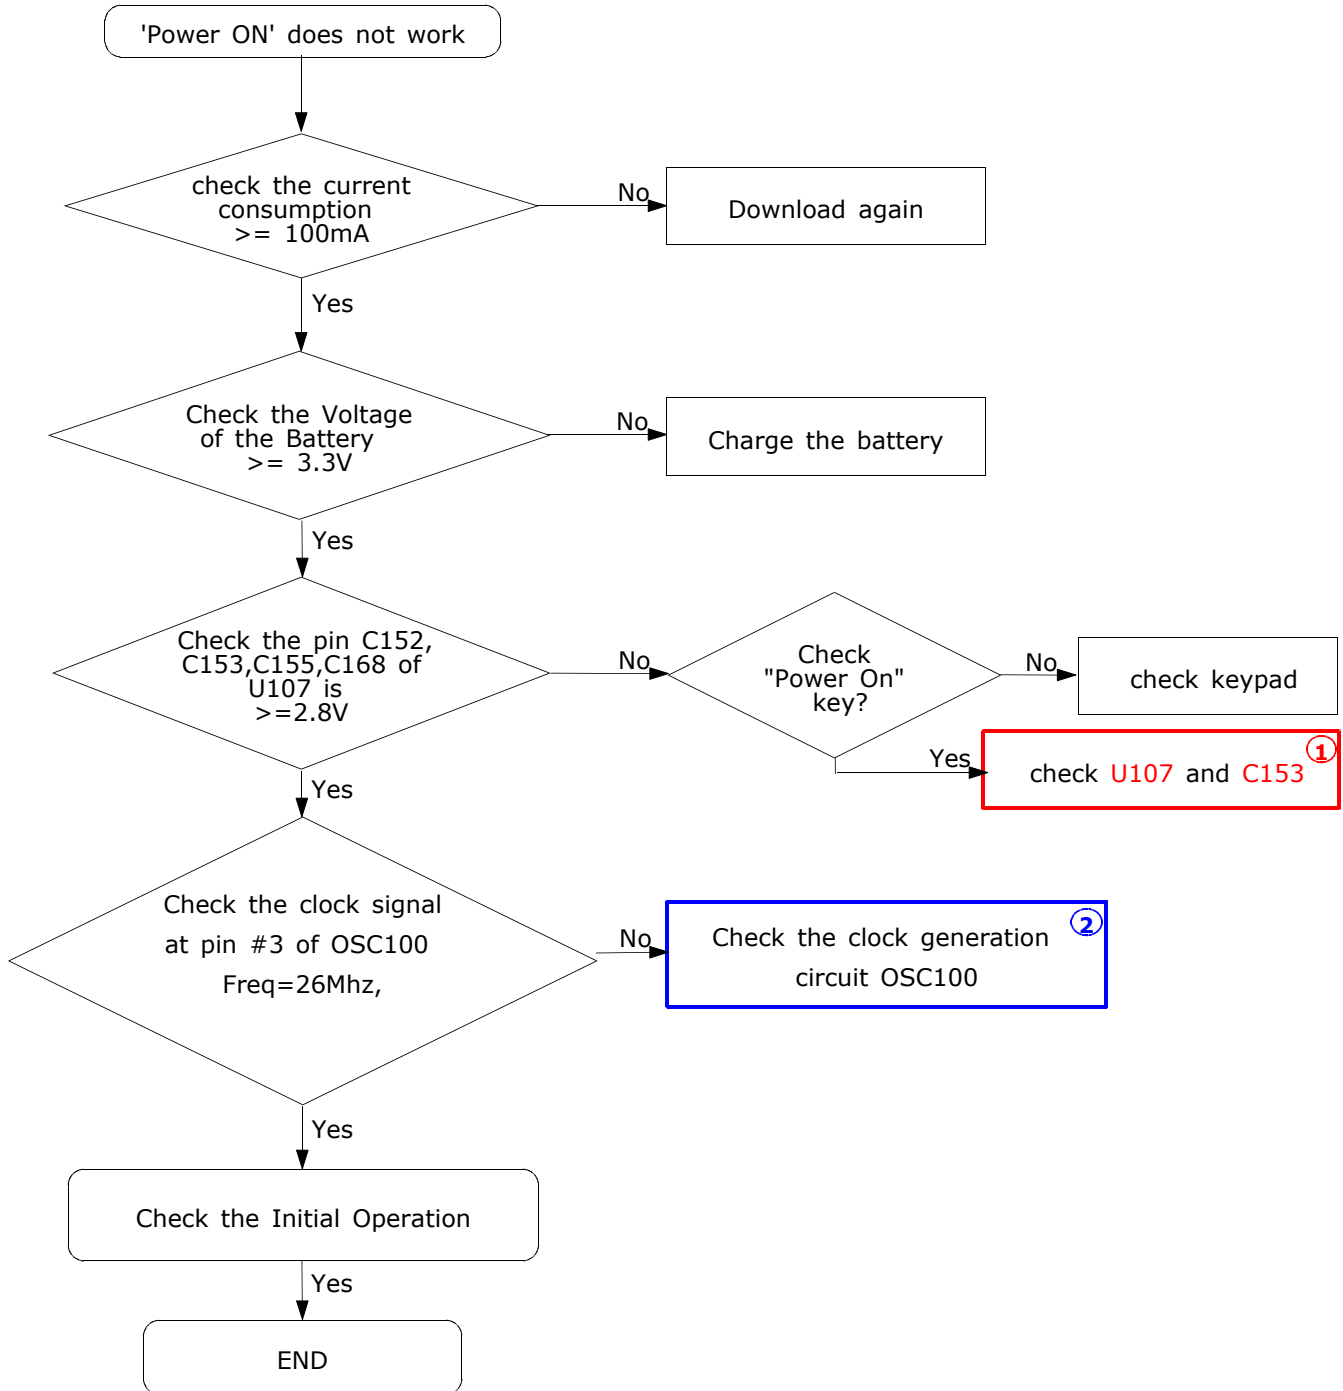 'Power ON' does not work
check the current
consumption
>= 100mA
No
Download again
Yes
Check the Voltage
of the Battery
>= 3.3V
No
Charge the battery
Yes
Check the pin C152,
C153,C155,C168 of
U107 is
>=2.8V
No
Check
"Power On"
key?
No
check keypad
Yes
check U107 and C153
①
Yes
Check the clock signal
at pin #3 of OSC100
Freq=26Mhz,
No
Check the clock generation
circuit OSC100
②
Yes
Check the Initial Operation
Yes
END